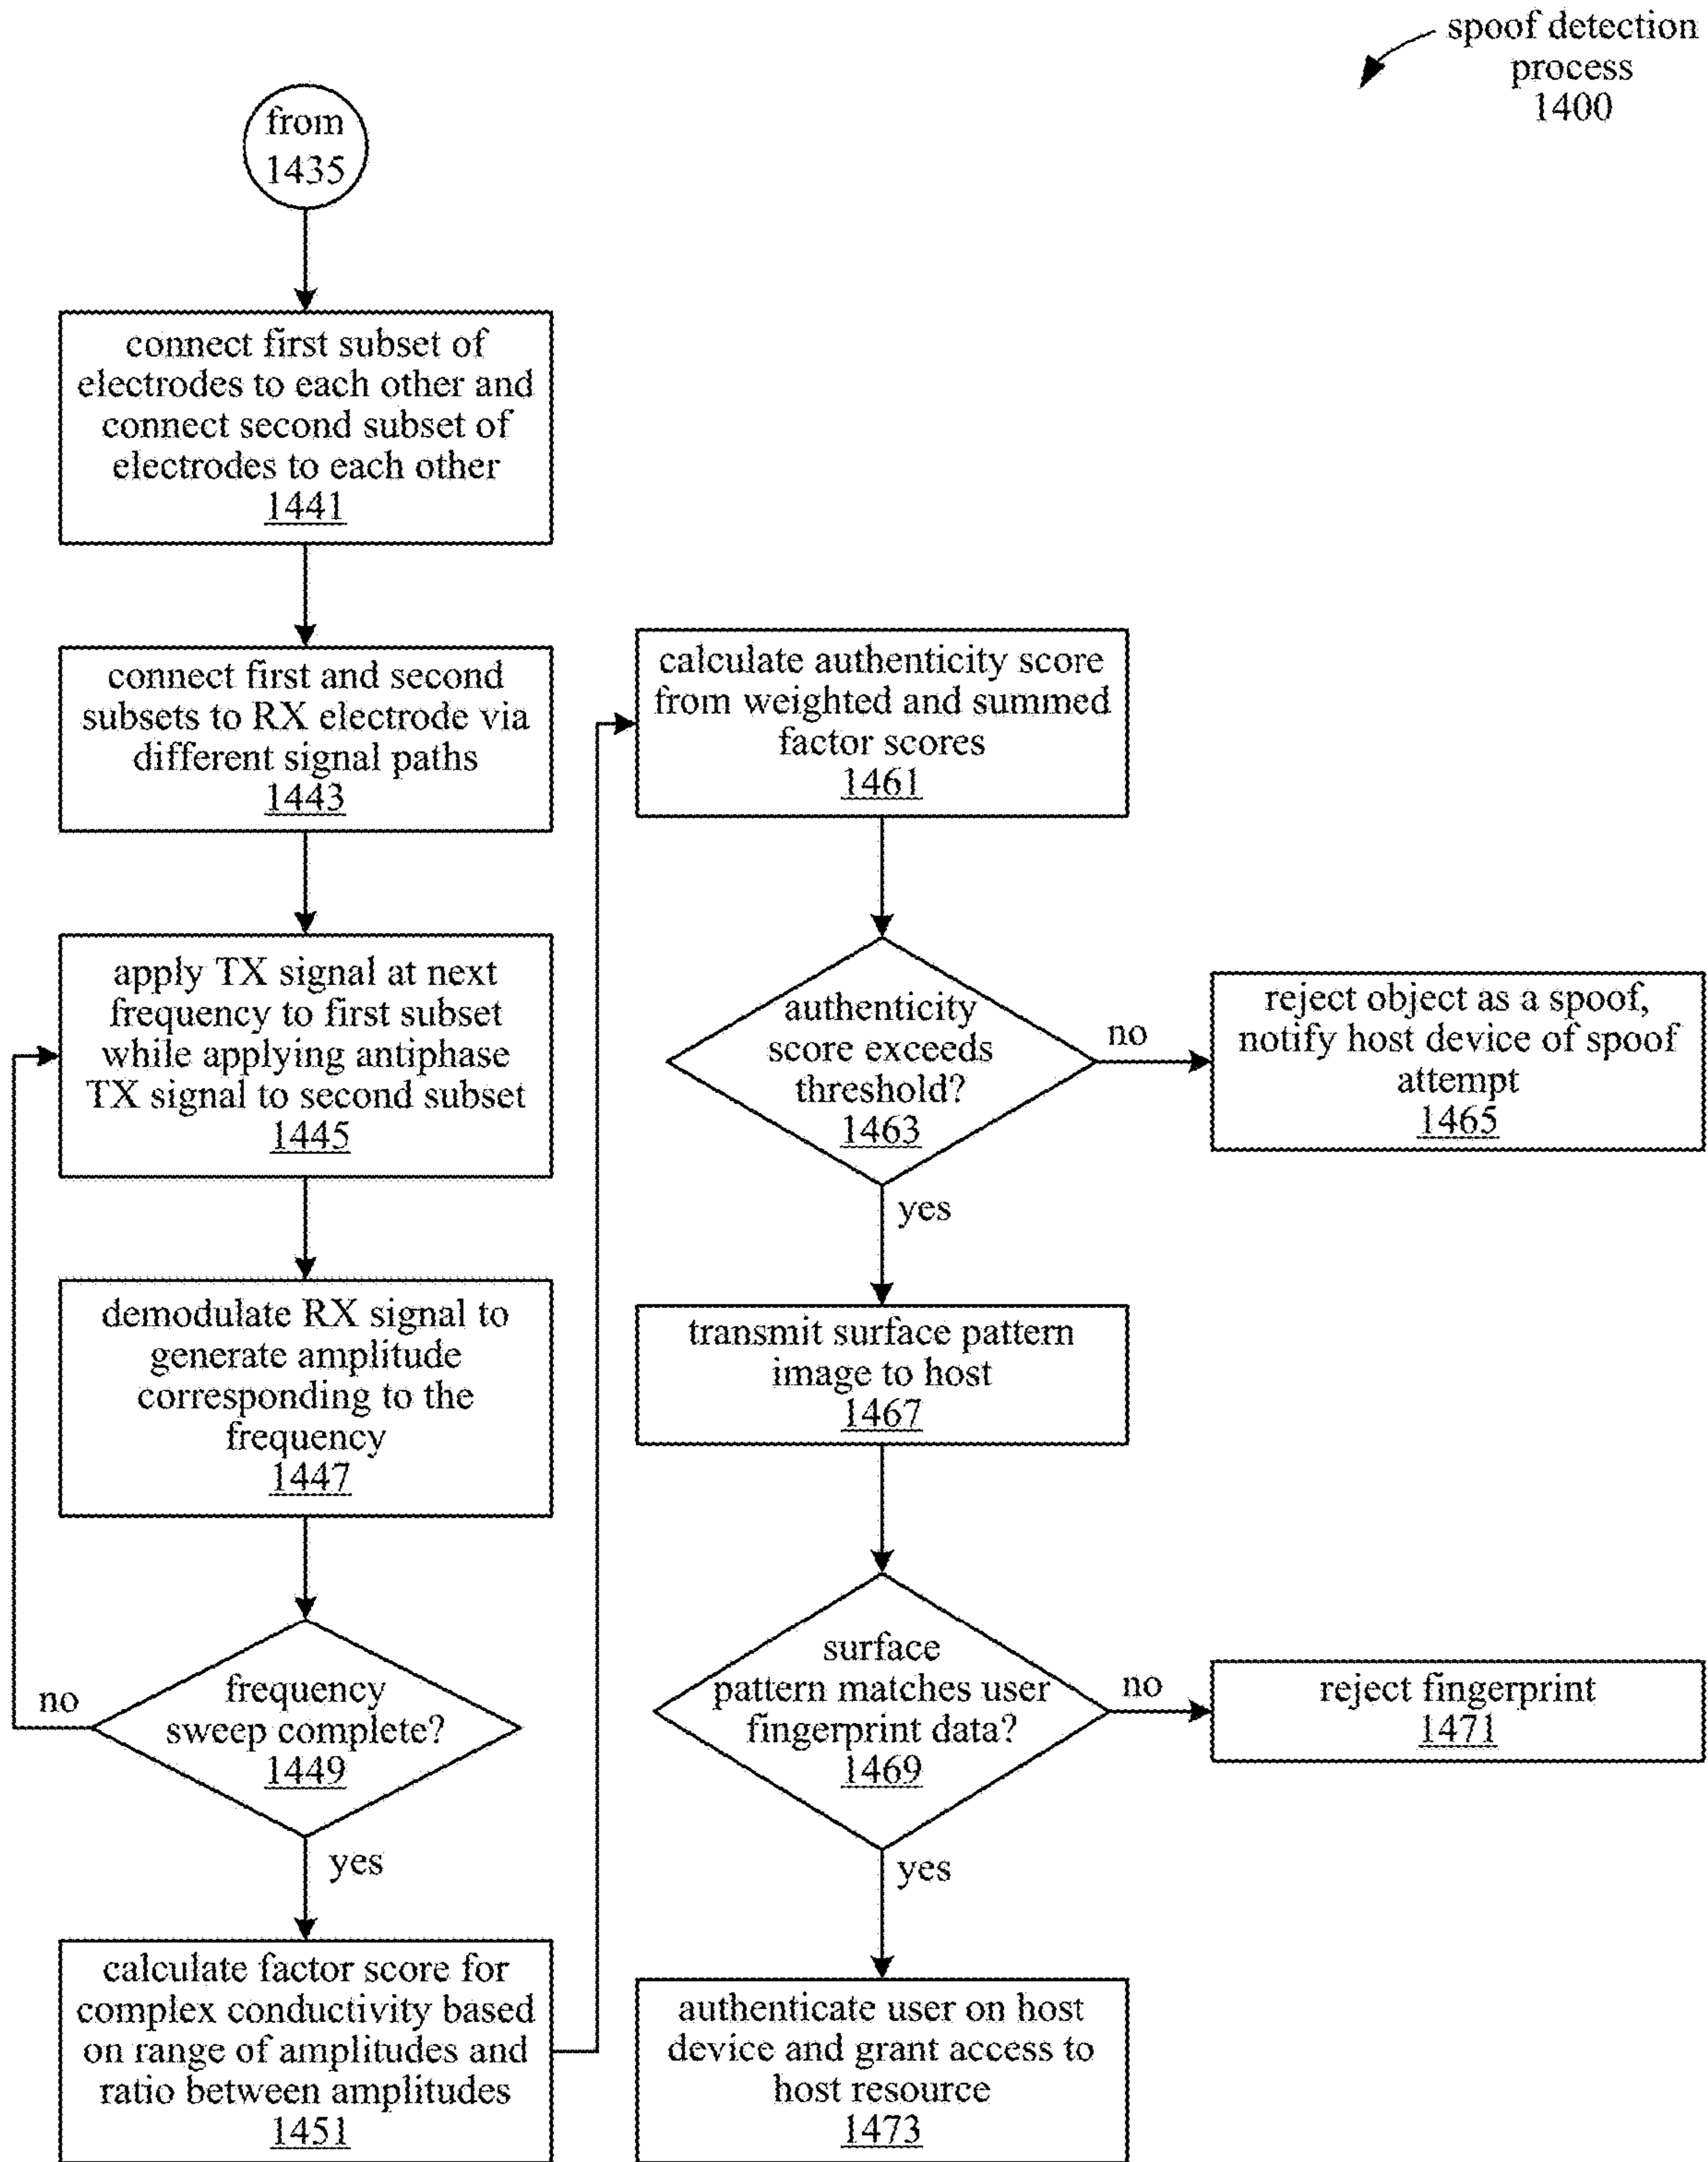 spoof detection
process
1400
from
1435
connect first subset of
electrodes to each other and
connect second subset of
electrodes to each other
1441
connect first and second
subsets to RX electrode via
different signal paths
1443
apply TX signal at next
frequency to first subset
while applying antiphase
TX signal to second subset
1445
demodulate RX signal to
generate amplitude
corresponding to the
frequency
1447
frequency
sweep complete?
1449
no
yes
calculate factor score for
complex conductivity based
on range of amplitudes and
ratio between amplitudes
1451
calculate authenticity score
from weighted and summed
factor scores
1461
authenticity
score exceeds
threshold?
1463
no
reject object as a spoof,
notify host device of spoof
attempt
1465
yes
transmit surface pattern
image to host
1467
surface
pattern matches user
fingerprint data?
1469
no
reject fingerprint
1471
yes
authenticate user on host
device and grant access to
host resource
1473